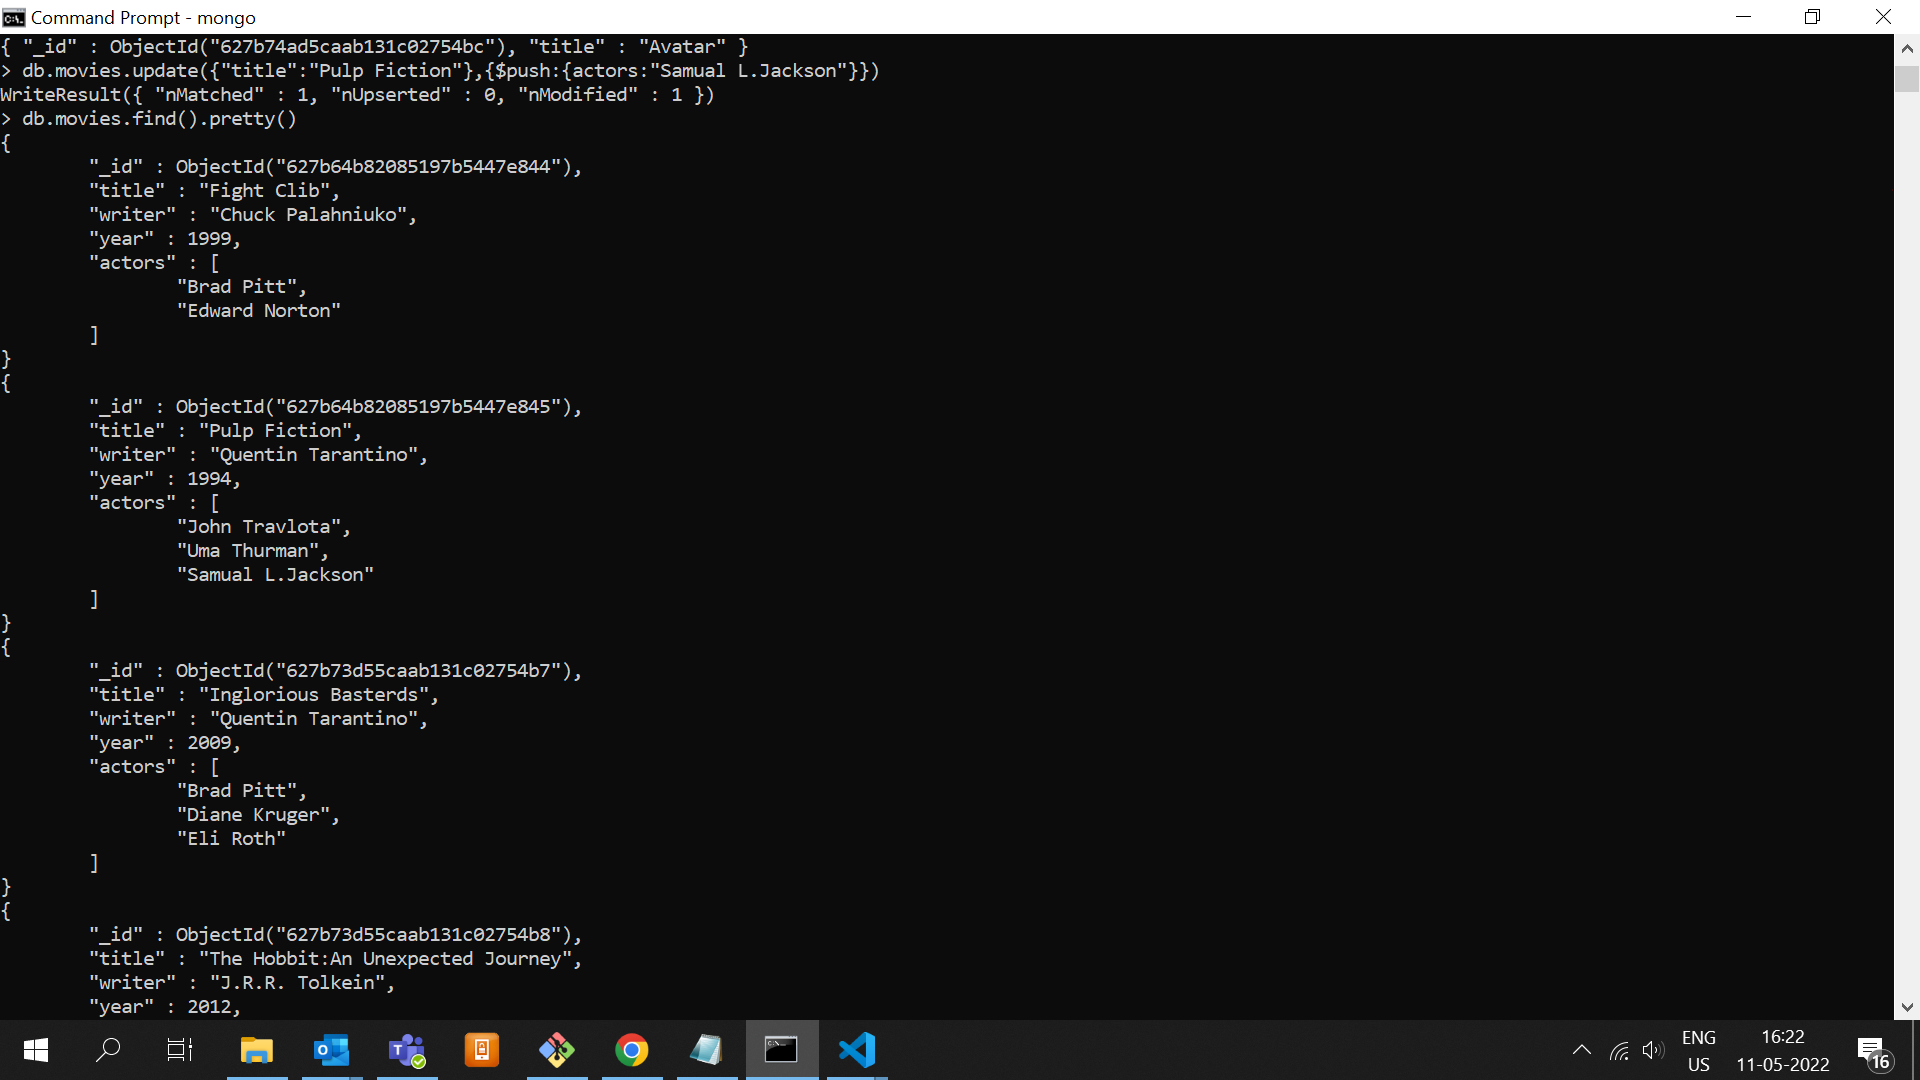 Command Prompt - mongo
{ "_id" : ObjectId("627b74ad5caab131c02754bc"), "title" : "Avatar" }
> db.movies.update({"title":"Pulp Fiction"},{$push:{actors:"Samual L.Jackson"}})
WriteResult({ "nMatched" : 1, "nUpserted" : 0, "nModified" : 1 })
> db.movies.find().pretty()
{
"_id" : ObjectId("627b64b82085197b5447e844"),
"title" : "Fight Clib",
"writer" : "Chuck Palahniuko",
"year" : 1999,
"actors" : [
"Brad Pitt",
"Edward Norton"
]
}
{
"_id" : ObjectId("627b64b82085197b5447e845"),
"title" : "Pulp Fiction",
"writer" : "Quentin Tarantino",
"year" : 1994,
"actors" : [
"John Travlota",
"Uma Thurman",
"Samual L.Jackson"
]
}
{
"_id" : ObjectId("627b73d55caab131c02754b7"),
"title" : "Inglorious Basterds",
"writer" : "Quentin Tarantino",
"year" : 2009,
"actors" : [
"Brad Pitt",
"Diane Kruger",
"Eli Roth"
]
}
{
"_id" : ObjectId("627b73d55caab131c02754b8"),
"title" : "The Hobbit:An Unexpected Journey",
"writer" : "J.R.R. Tolkein",
"year" : 2012,
ENG
US
16:22
11-05-2022
16